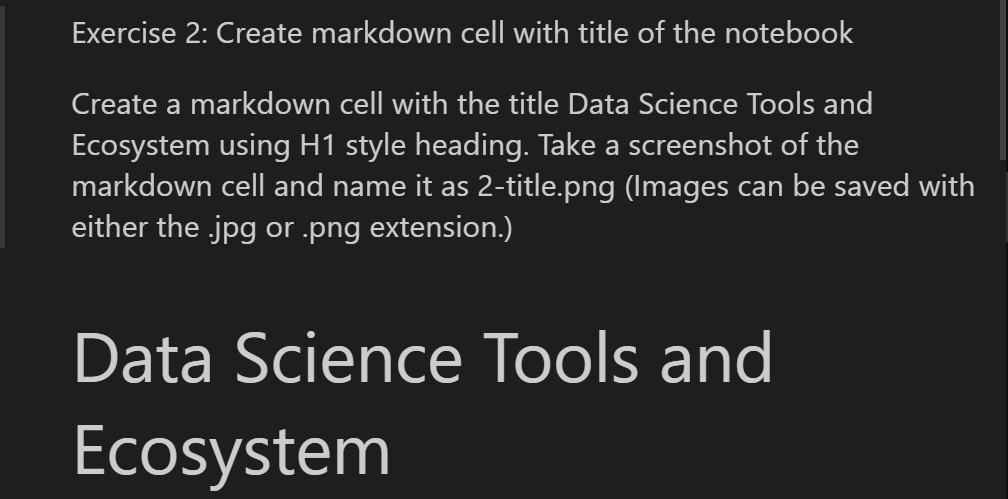 Exercise 2: Create markdown cell with title of the notebook
Create a markdown cell with the title Data Science Tools and
Ecosystem using H1 style heading. Take a screenshot of the
markdown cell and name it as 2-title.png (Images can be saved with
either the .jpg or .png extension.)
Data Science Tools and
Ecosystem